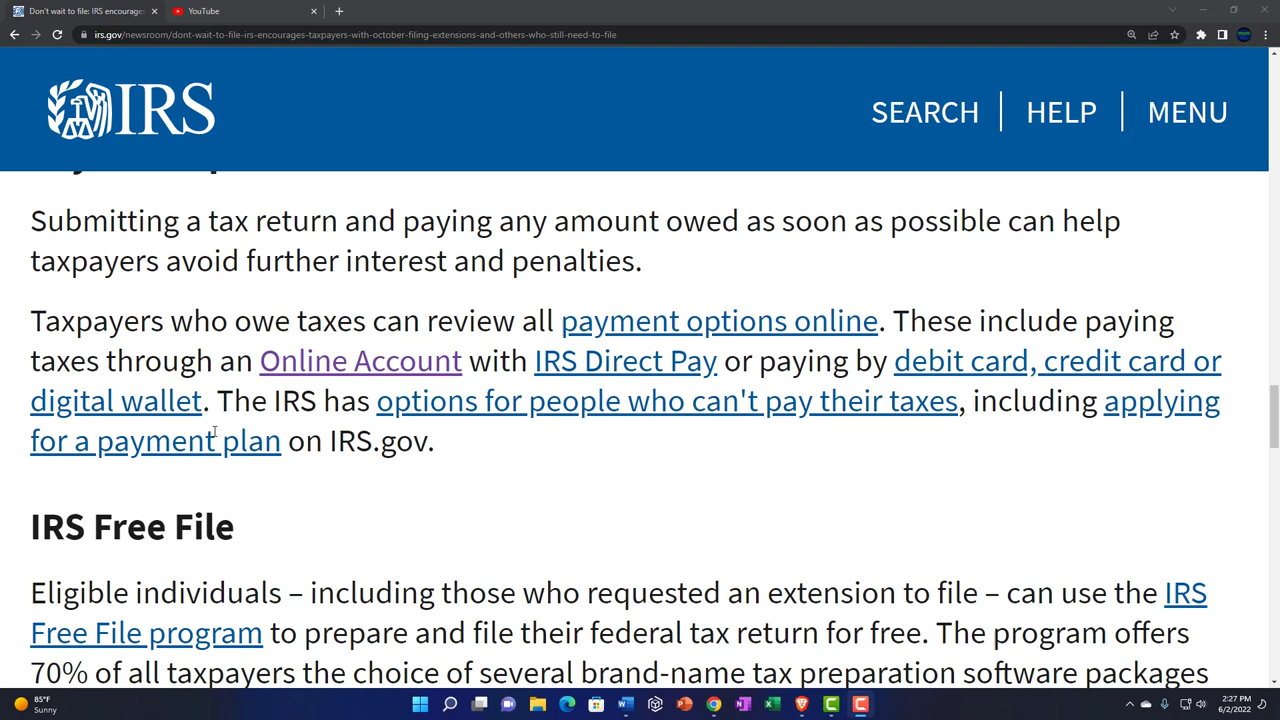 Don't wait to file: IRS encourage
YouTube
irs.gov/newsroom/dont-wait-to-file-irs-encourages-taxpayers-with-october-filing-extensions-and-others-who-still-need-to-file
IRS
SEARCH
HELP
MENU
Submitting a tax return and paying any amount owed as soon as possible can help
taxpayers avoid further interest and penalties.
Taxpayers who owe taxes can review all payment options online. These include paying
taxes through an Online Account with IRS Direct Pay or paying by debit card, credit card or
digital wallet. The IRS has options for people who can't pay their taxes, including applying
for a payment plan on IRS.gov.
IRS Free File
Eligible individuals – including those who requested an extension to file – can use the IRS
Free File program to prepare and file their federal tax return for free. The program offers
70% of all taxpayers the choice of several brand-name tax preparation software packages
85°F
Sunny
2:27 PM
6/2/2022